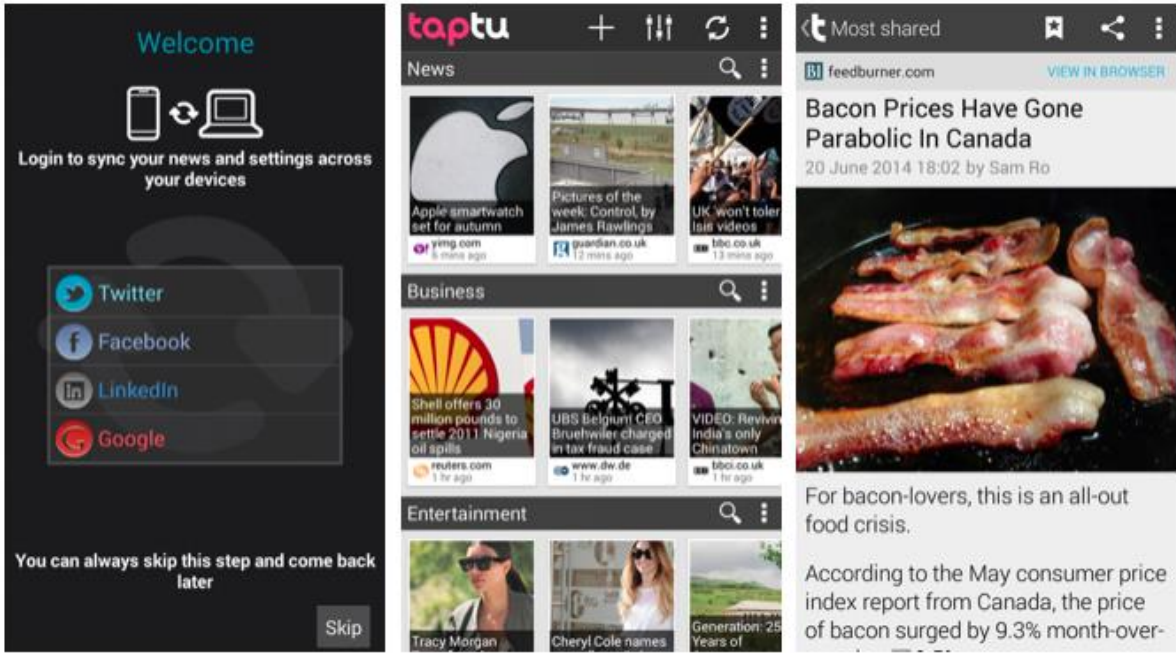 Welcome
Login to sync your news and settings across
your devices
Twitter
Facebook
LinkedIn
Google
You can always skip this step and come back
later
Skip
taptu
News
Apple smartwatch
set for autumn
yimg.com
6 mins ago
Pictures of the
week: Control, by
James Rawlings
guardian.co.uk
12 mins ago
UK 'won't toler
Isis videos
bbc.co.uk
13 mins ago
Business
Shell offers 30
million pounds to
settle 2011 Nigeria
oil spills
reuters.com
1 hr ago
UBS Belgium CEO
Bruehwiler charged
in tax fraud case
www.dw.de
1 hr ago
VIDEO: Revivin
India's only
Chinatown
bbci.co.uk
1 hr ago
Entertainment
Tracy Morgan
Cheryl Cole names
Generation: 25
Years of
Most shared
BI feedburner.com
VIEW IN BROWSER
Bacon Prices Have Gone
Parabolic In Canada
20 June 2014 18:02 by Sam Ro
For bacon-lovers, this is an all-out
food crisis.
According to the May consumer price
index report from Canada, the price
of bacon surged by 9.3% month-over-